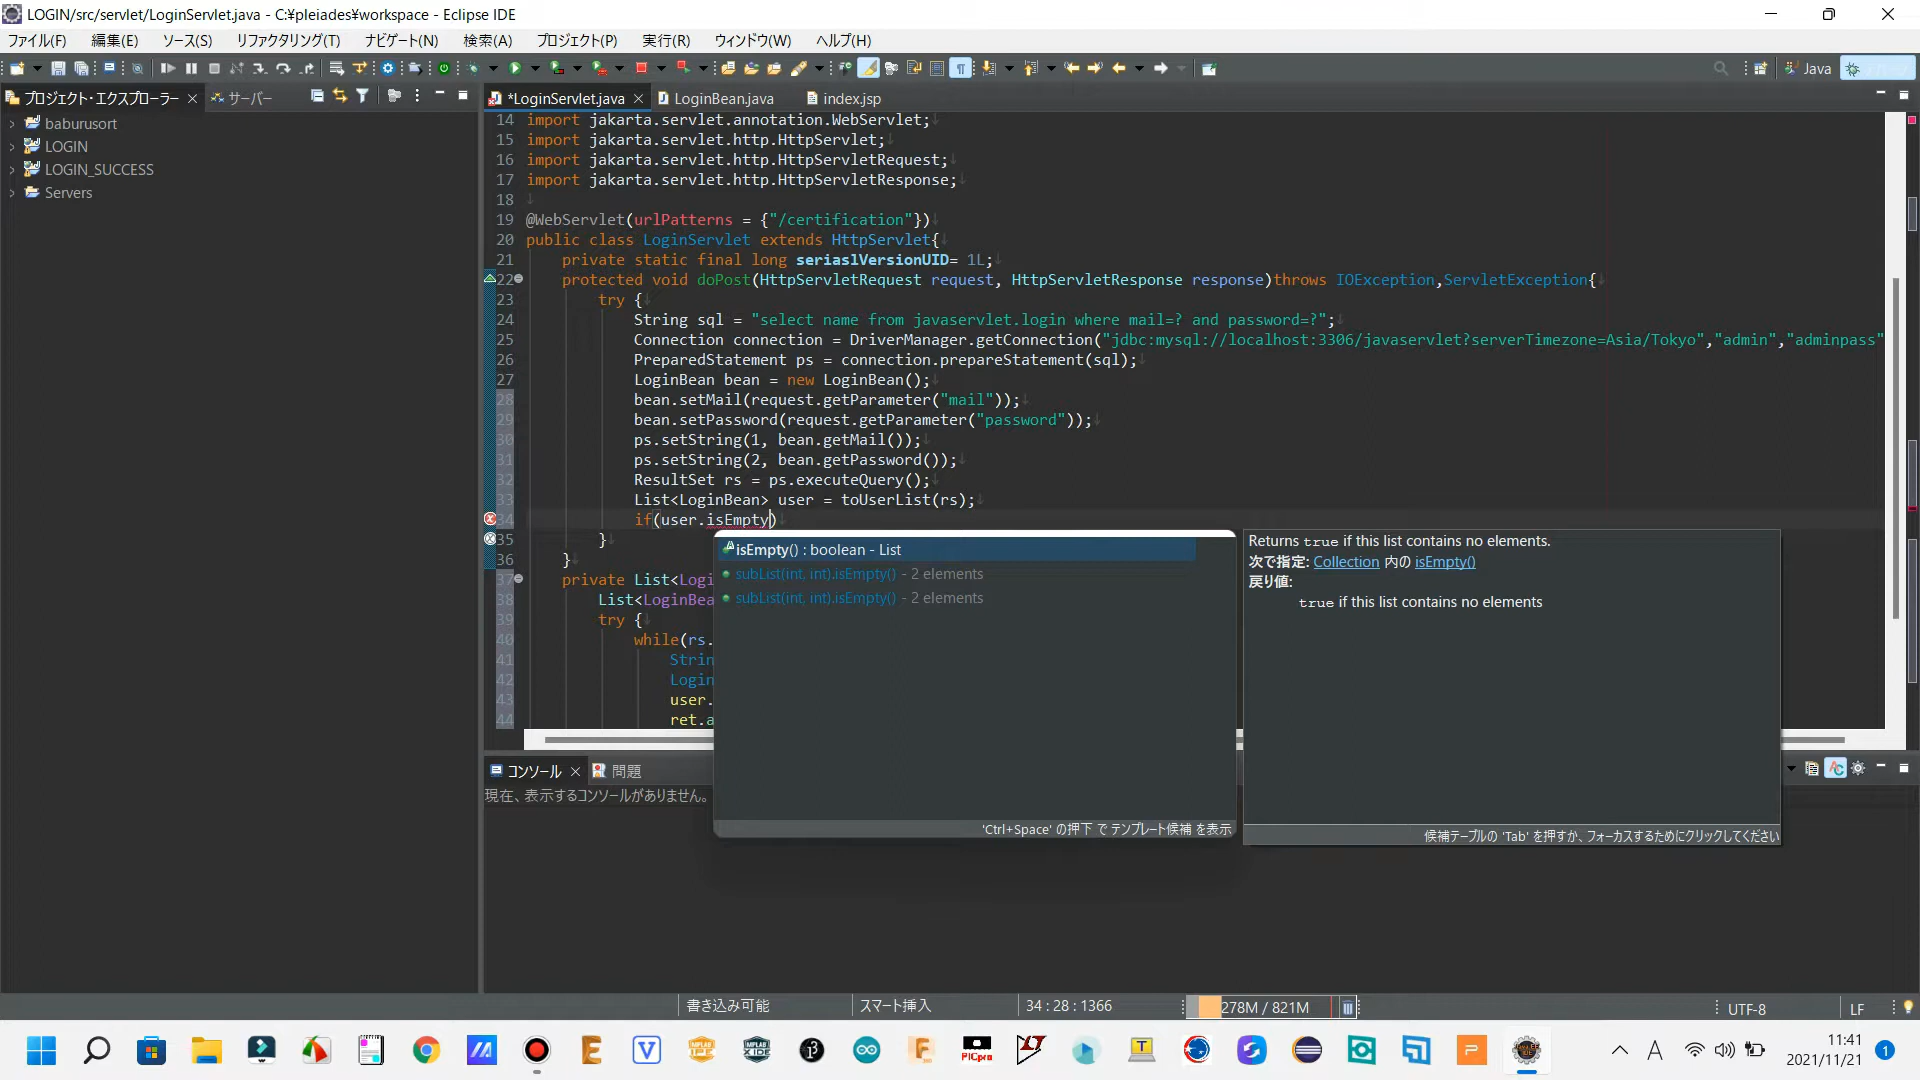 LOGIN/src/servlet/LoginServlet.java - C:¥pleiades¥workspace - Eclipse IDE
ファイル(F) 編集(E) ソース(S) リファクタリング(T) ナビゲート(N) 検索(A) プロジェクト(P) 実行(R) ウィンドウ(W) ヘルプ(H)
Java
プロジェクト・エクスプローラー サーバー
baburusort
LOGIN
LOGIN_SUCCESS
Servers
*LoginServlet.java LoginBean.java index.jsp
14 import jakarta.servlet.annotation.WebServlet;
15 import jakarta.servlet.http.HttpServlet;
16 import jakarta.servlet.http.HttpServletRequest;
17 import jakarta.servlet.http.HttpServletResponse;
18
19 @WebServlet(urlPatterns = {"/certification"})
20 public class LoginServlet extends HttpServlet{
21 private static final long seriaslVersionUID= 1L;
22 protected void doPost(HttpServletRequest request, HttpServletResponse response)throws IOException,ServletException{
23 try {
24 String sql = "select name from javaservlet.login where mail=? and password=?";
25 Connection connection = DriverManager.getConnection("jdbc:mysql://localhost:3306/javaservlet?serverTimezone=Asia/Tokyo","admin","adminpass"
26 PreparedStatement ps = connection.prepareStatement(sql);
27 LoginBean bean = new LoginBean();
28 bean.setMail(request.getParameter("mail"));
29 bean.setPassword(request.getParameter("password"));
30 ps.setString(1, bean.getMail());
31 ps.setString(2, bean.getPassword());
32 ResultSet rs = ps.executeQuery();
33 List<LoginBean> user = toUserList(rs);
34 if(user.isEmpty)
35 }
36 }
37 private List<Logi
38 List<LoginBea
39 try {
40 while(rs.
41 Strin
42 Login
43 user.
44 ret.a
isEmpty() : boolean - List
subList(int, int).isEmpty() - 2 elements
subList(int, int).isEmpty() - 2 elements
'Ctrl+Space' の押下 で テンプレート候補 を表示
Returns true if this list contains no elements.
次で指定: Collection 内の isEmpty()
戻り値:
true if this list contains no elements
候補テーブルの 'Tab' を押すか、フォーカスするためにクリックしてください
コンソール 問題
現在、表示するコンソールがありません。
書き込み可能 スマート挿入 34 : 28 : 1366 278M / 821M UTF-8 LF
11:41
2021/11/21